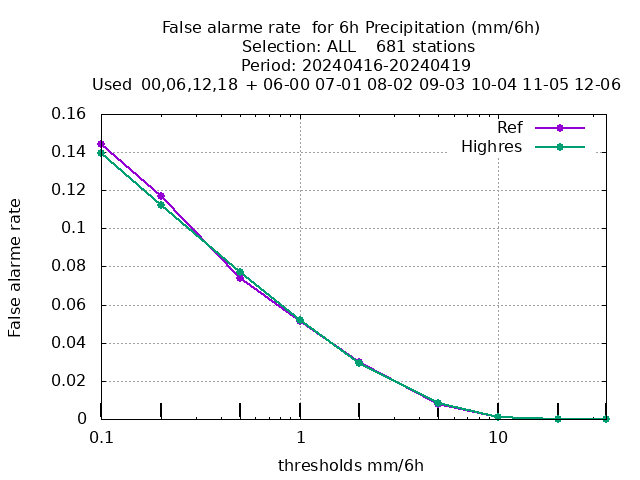 False alarme rate  for 6h Precipitation (mm/6h)
Selection: ALL    681 stations
Period: 20240416-20240419
Used  00,06,12,18  + 06-00 07-01 08-02 09-03 10-04 11-05 12-06
Ref
Highres
0.16
0.14
0.12
0.1
0.08
0.06
0.04
0.02
0
False alarme rate
0.1
1
10
thresholds mm/6h